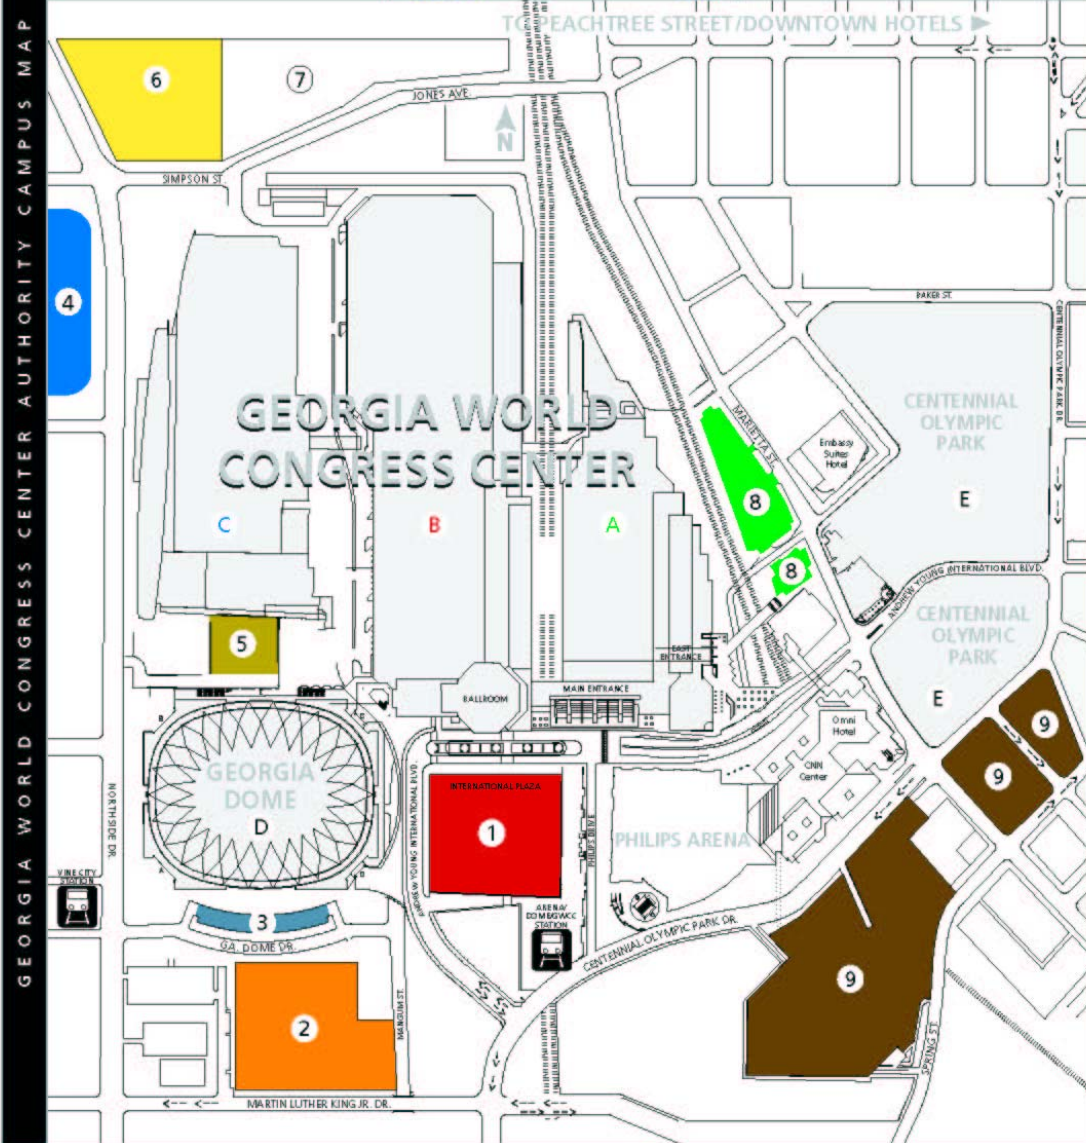 GEORGIA WORLD CONGRESS CENTER AUTHORITY CAMPUS MAP
TO PEACHTREE STREET/DOWNTOWN HOTELS
6
7
JONES AVE.
N
SIMPSON ST.
4
BAKER ST.
CENTENNIAL OLYMPIC PARK DR.
GEORGIA WORLD
CONGRESS CENTER
CENTENNIAL
OLYMPIC
PARK
E
MARIETTA ST.
Embassy
Suites
Hotel
8
C
B
A
8
ANDREW YOUNG INTERNATIONAL BLVD.
CENTENNIAL
OLYMPIC
PARK
E
5
EAST
ENTRANCE
MAIN ENTRANCE
BALLROOM
B
C
Omni
Hotel
CNN
Center
9
9
GEORGIA
DOME
D
A
D
NORTHSIDE DR.
ANDREW YOUNG INTERNATIONAL BLVD.
INTERNATIONAL PLAZA
1
PHILIPS DRIVE
PHILIPS ARENA
VINE CITY
STATION
ARENA/
DOME/GWCC
STATION
3
GA. DOME DR.
CENTENNIAL OLYMPIC PARK DR.
9
2
MANGUM ST.
SPRING ST.
MARTIN LUTHER KING JR. DR.